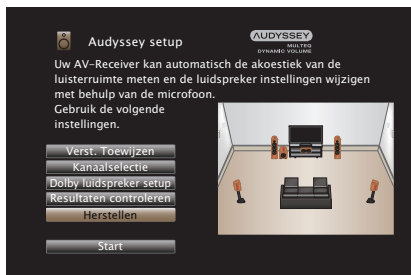 Audyssey setup
AUDYSSEY
MULTEQ
DYNAMIC VOLUME
Uw AV-Receiver kan automatisch de akoestiek van de
luisterruimte meten en de luidspreker instellingen wijzigen
met behulp van de microfoon.
Gebruik de volgende
instellingen.
Verst. Toewijzen
Kanaalselectie
Dolby luidspreker setup
Resultaten controleren
Herstellen
Start